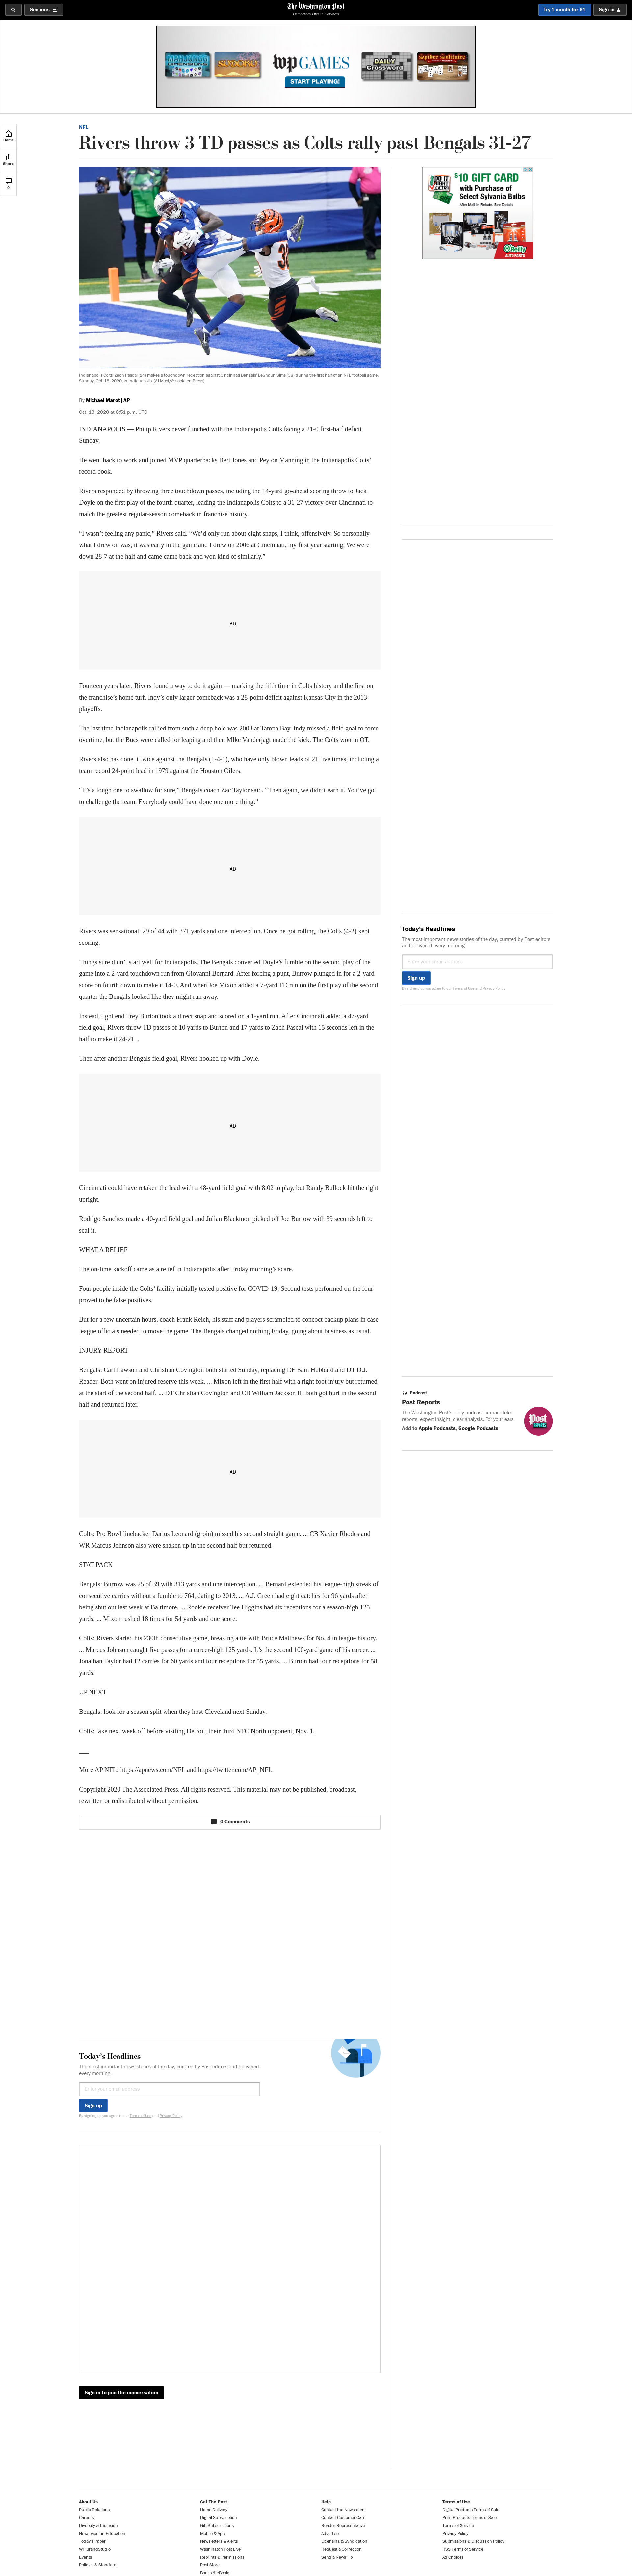 Sections
The Washington Post
Democracy Dies in Darkness
Try 1 month for $1
Sign in
WP GAMES
START PLAYING!
DAILY
Crossword
Spider Solitaire
NFL
Rivers throw 3 TD passes as Colts rally past Bengals 31-27
Home
Share
0
Indianapolis Colts' Zach Pascal (14) makes a touchdown reception against Cincinnati Bengals' LeShaun Sims (38) during the first half of an NFL football game,
Sunday, Oct. 18, 2020, in Indianapolis. (AJ Mast/Associated Press)
$10 GIFT CARD
with Purchase of
Select Sylvania Bulbs
After Mail-In Rebate. See Details
O'Reilly
AUTO PARTS
By Michael Marot | AP
Oct. 18, 2020 at 8:51 p.m. UTC
INDIANAPOLIS — Philip Rivers never flinched with the Indianapolis Colts facing a 21-0 first-half deficit
Sunday.
He went back to work and joined MVP quarterbacks Bert Jones and Peyton Manning in the Indianapolis Colts'
record book.
Rivers responded by throwing three touchdown passes, including the 14-yard go-ahead scoring throw to Jack
Doyle on the first play of the fourth quarter, leading the Indianapolis Colts to a 31-27 victory over Cincinnati to
match the greatest regular-season comeback in franchise history.
“I wasn't feeling any panic,” Rivers said. “We'd only run about eight snaps, I think, offensively. So personally
what I drew on was, it was early in the game and I drew on 2006 at Cincinnati, my first year starting. We were
down 28-7 at the half and came came back and won kind of similarly.”
AD
Fourteen years later, Rivers found a way to do it again — marking the fifth time in Colts history and the first on
the franchise's home turf. Indy's only larger comeback was a 28-point deficit against Kansas City in the 2013
playoffs.
The last time Indianapolis rallied from such a deep hole was 2003 at Tampa Bay. Indy missed a field goal to force
overtime, but the Bucs were called for leaping and then MIke Vanderjagt made the kick. The Colts won in OT.
Rivers also has done it twice against the Bengals (1-4-1), who have only blown leads of 21 five times, including a
team record 24-point lead in 1979 against the Houston Oilers.
“It's a tough one to swallow for sure,” Bengals coach Zac Taylor said. “Then again, we didn't earn it. You've got
to challenge the team. Everybody could have done one more thing.”
AD
Rivers was sensational: 29 of 44 with 371 yards and one interception. Once he got rolling, the Colts (4-2) kept
scoring.
Things sure didn't start well for Indianapolis. The Bengals converted Doyle's fumble on the second play of the
game into a 2-yard touchdown run from Giovanni Bernard. After forcing a punt, Burrow plunged in for a 2-yard
score on fourth down to make it 14-0. And when Joe Mixon added a 7-yard TD run on the first play of the second
quarter the Bengals looked like they might run away.
Instead, tight end Trey Burton took a direct snap and scored on a 1-yard run. After Cincinnati added a 47-yard
field goal, Rivers threw TD passes of 10 yards to Burton and 17 yards to Zach Pascal with 15 seconds left in the
half to make it 24-21. .
Then after another Bengals field goal, Rivers hooked up with Doyle.
AD
Cincinnati could have retaken the lead with a 48-yard field goal with 8:02 to play, but Randy Bullock hit the right
upright.
Rodrigo Sanchez made a 40-yard field goal and Julian Blackmon picked off Joe Burrow with 39 seconds left to
seal it.
WHAT A RELIEF
The on-time kickoff came as a relief in Indianapolis after Friday morning's scare.
Four people inside the Colts' facility initially tested positive for COVID-19. Second tests performed on the four
proved to be false positives.
But for a few uncertain hours, coach Frank Reich, his staff and players scrambled to concoct backup plans in case
league officials needed to move the game. The Bengals changed nothing Friday, going about business as usual.
INJURY REPORT
Bengals: Carl Lawson and Christian Covington both started Sunday, replacing DE Sam Hubbard and DT D.J.
Reader. Both went on injured reserve this week. ... Mixon left in the first half with a right foot injury but returned
at the start of the second half. ... DT Christian Covington and CB William Jackson III both got hurt in the second
half and returned later.
AD
Colts: Pro Bowl linebacker Darius Leonard (groin) missed his second straight game. ... CB Xavier Rhodes and
WR Marcus Johnson also were shaken up in the second half but returned.
STAT PACK
Bengals: Burrow was 25 of 39 with 313 yards and one interception. ... Bernard extended his league-high streak of
consecutive carries without a fumble to 764, dating to 2013. ... A.J. Green had eight catches for 96 yards after
being shut out last week at Baltimore. ... Rookie receiver Tee Higgins had six receptions for a season-high 125
yards. ... Mixon rushed 18 times for 54 yards and one score.
Colts: Rivers started his 230th consecutive game, breaking a tie with Bruce Matthews for No. 4 in league history.
... Marcus Johnson caught five passes for a career-high 125 yards. It's the second 100-yard game of his career. ...
Jonathan Taylor had 12 carries for 60 yards and four receptions for 55 yards. ... Burton had four receptions for 58
yards.
UP NEXT
Bengals: look for a season split when they host Cleveland next Sunday.
Colts: take next week off before visiting Detroit, their third NFC North opponent, Nov. 1.
___
More AP NFL: https://apnews.com/NFL and https://twitter.com/AP_NFL
Copyright 2020 The Associated Press. All rights reserved. This material may not be published, broadcast,
rewritten or redistributed without permission.
0 Comments
Today's Headlines
The most important news stories of the day, curated by Post editors
and delivered every morning.
Enter your email address
Sign up
By signing up you agree to our Terms of Use and Privacy Policy
Podcast
Post Reports
The Washington Post's daily podcast: unparalleled
reports, expert insight, clear analysis. For your ears.
Add to Apple Podcasts, Google Podcasts
Post
REPORTS
Today's Headlines
The most important news stories of the day, curated by Post editors and delivered
every morning.
Enter your email address
Sign up
By signing up you agree to our Terms of Use and Privacy Policy
Sign in to join the conversation
About Us
Public Relations
Careers
Diversity & Inclusion
Newspaper in Education
Today's Paper
WP BrandStudio
Events
Policies & Standards
Get The Post
Home Delivery
Digital Subscription
Gift Subscriptions
Mobile & Apps
Newsletters & Alerts
Washington Post Live
Reprints & Permissions
Post Store
Books & eBooks
Help
Contact the Newsroom
Contact Customer Care
Reader Representative
Advertise
Licensing & Syndication
Request a Correction
Send a News Tip
Terms of Use
Digital Products Terms of Sale
Print Products Terms of Sale
Terms of Service
Privacy Policy
Submissions & Discussion Policy
RSS Terms of Service
Ad Choices